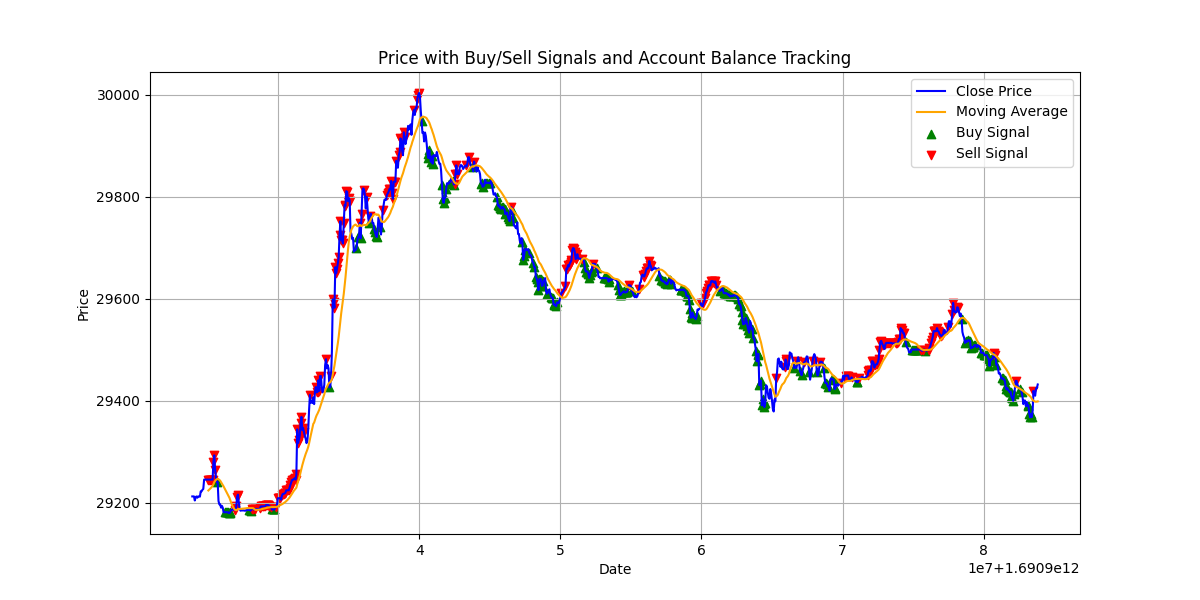 Price with Buy/Sell Signals and Account Balance Tracking
Close Price
Moving Average
Buy Signal
Sell Signal
30000
29800
29600
29400
29200
Price
3 4 5 6 7 8
Date
1e7+1.6909e12